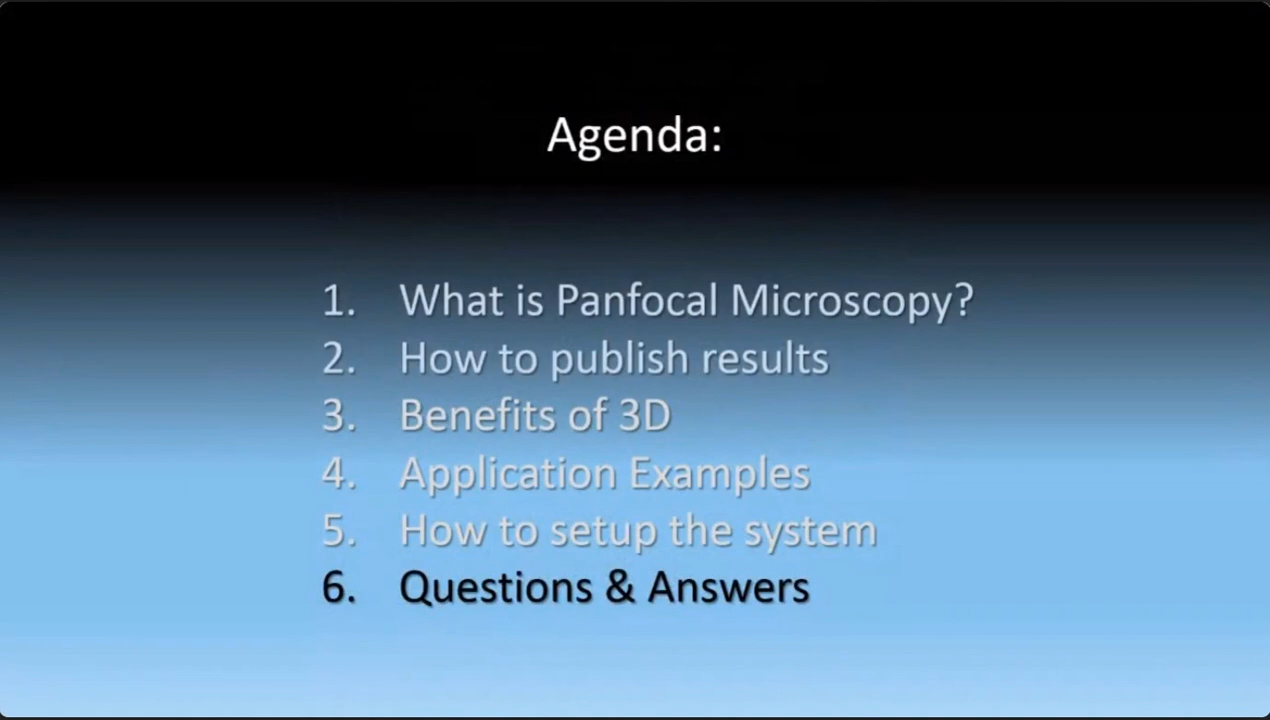 Agenda:
1. What is Panfocal Microscopy?
2. How to publish results
3. Benefits of 3D
4. Application Examples
5. How to setup the system
6. Questions & Answers